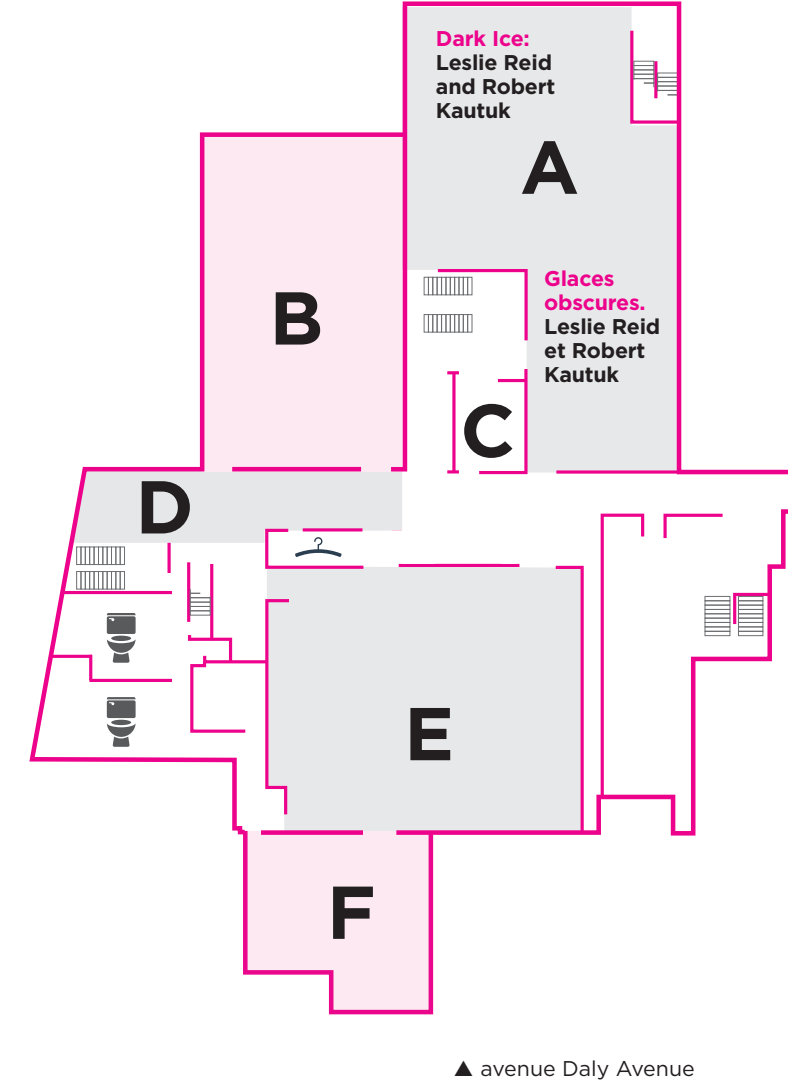 Dark Ice:
Leslie Reid
and Robert
Kautuk
A
B
Glaces
obscures.
Leslie Reid
et Robert
Kautuk
C
D
E
F
▲ avenue Daly Avenue